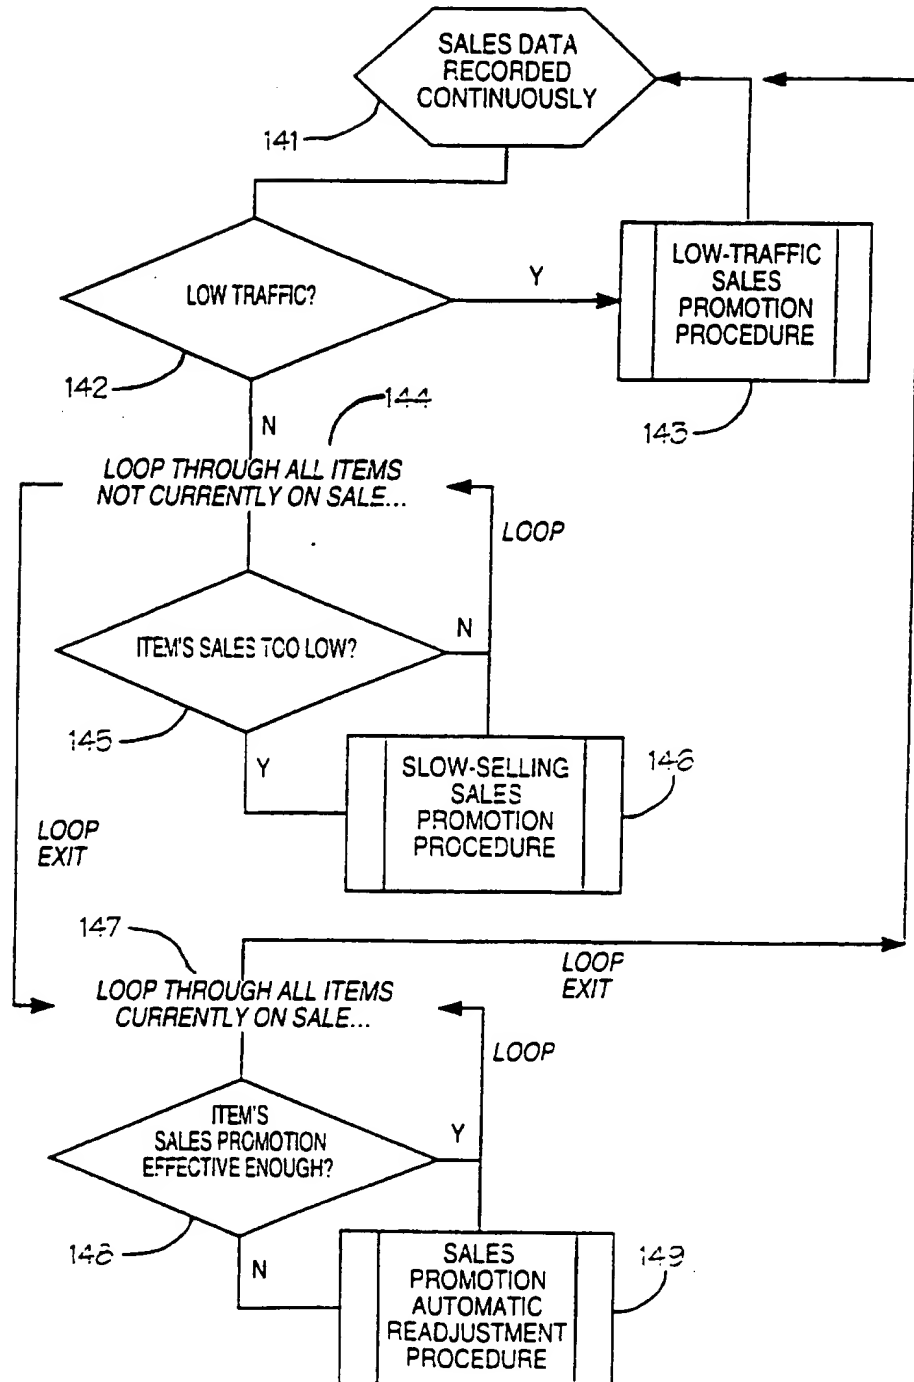 SALES DATA
RECORDED
CONTINUOUSLY
141
LOW TRAFFIC?
Y
LOW-TRAFFIC
SALES
PROMOTION
PROCEDURE
142
143
N
144
LOOP THROUGH ALL ITEMS
NOT CURRENTLY ON SALE...
LOOP
ITEM'S SALES TOO LOW?
N
145
Y
SLOW-SELLING
SALES
PROMOTION
PROCEDURE
146
LOOP
EXIT
147
LOOP THROUGH ALL ITEMS
CURRENTLY ON SALE...
LOOP
EXIT
LOOP
ITEM'S
SALES PROMOTION
EFFECTIVE ENOUGH?
Y
148
N
SALES
PROMOTION
AUTOMATIC
READJUSTMENT
PROCEDURE
149